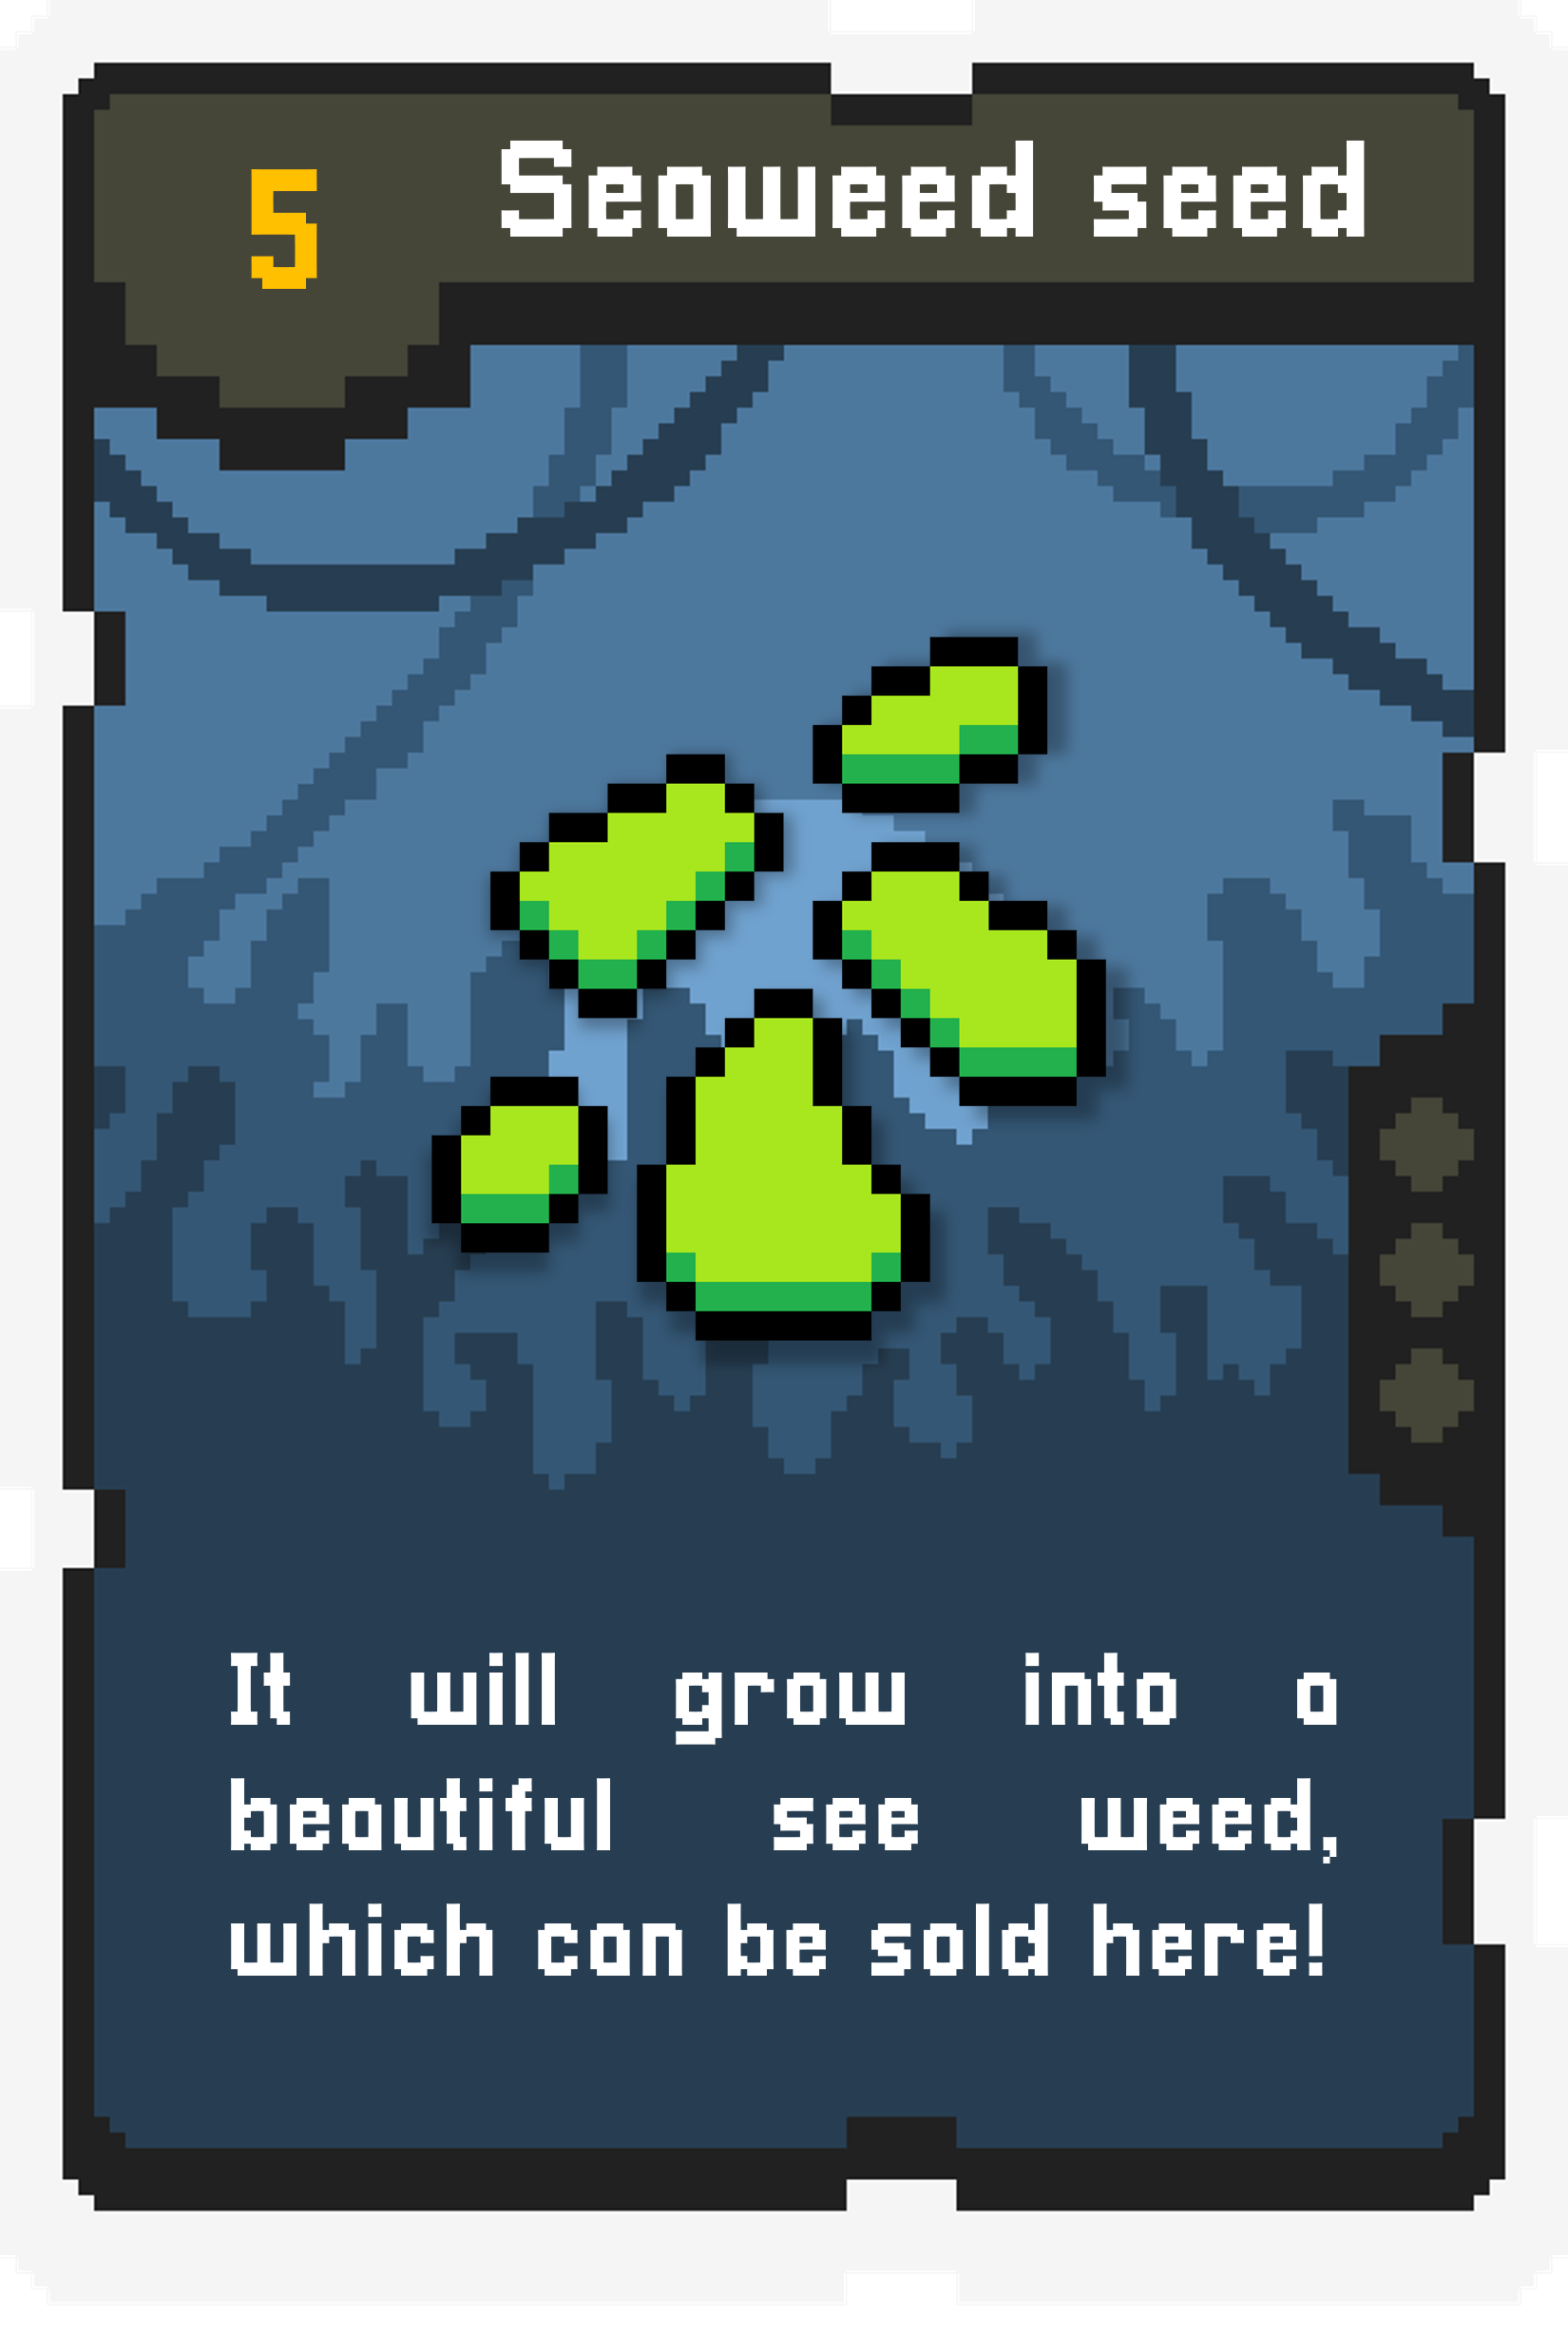 5
Seaweed seed
It will grow into a
beautiful see weed,
which can be sold here!